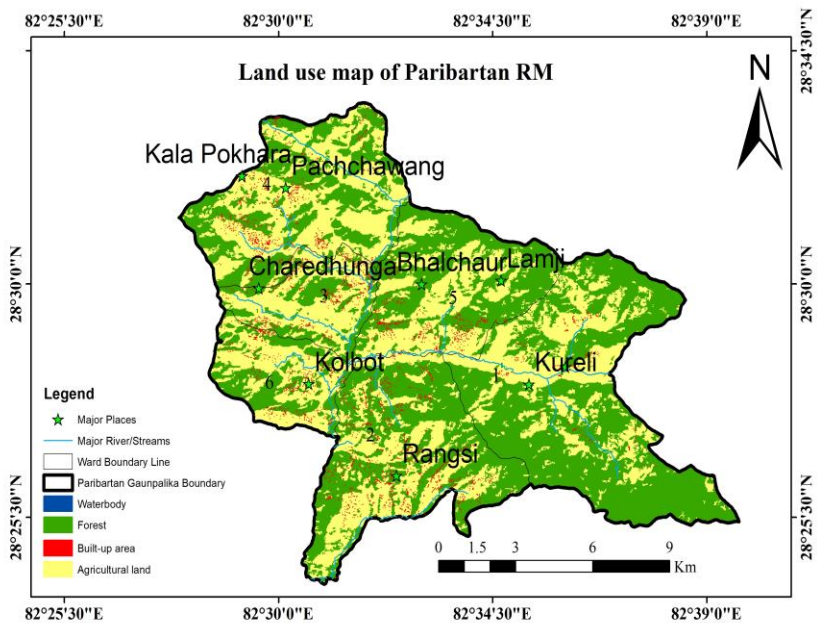 82°25'30"E 82°30'0"E 82°34'30"E 82°39'0"E
28°34'30"N
Land use map of Paribartan RM
N
Kala Pokhara
Pachchawang
4
28°30'0"N
28°30'0"N
Charedhunga
Bhalchaur
Lamji
3
5
Kolbot
Kureli
6
1
2
Rangsi
Legend
Major Places
Major River/Streams
Ward Boundary Line
Paribartan Gaunpalika Boundary
Waterbody
Forest
Built-up area
Agricultural land
28°25'30"N
28°25'30"N
0 1.5 3 6 9
Km
82°25'30"E 82°30'0"E 82°34'30"E 82°39'0"E